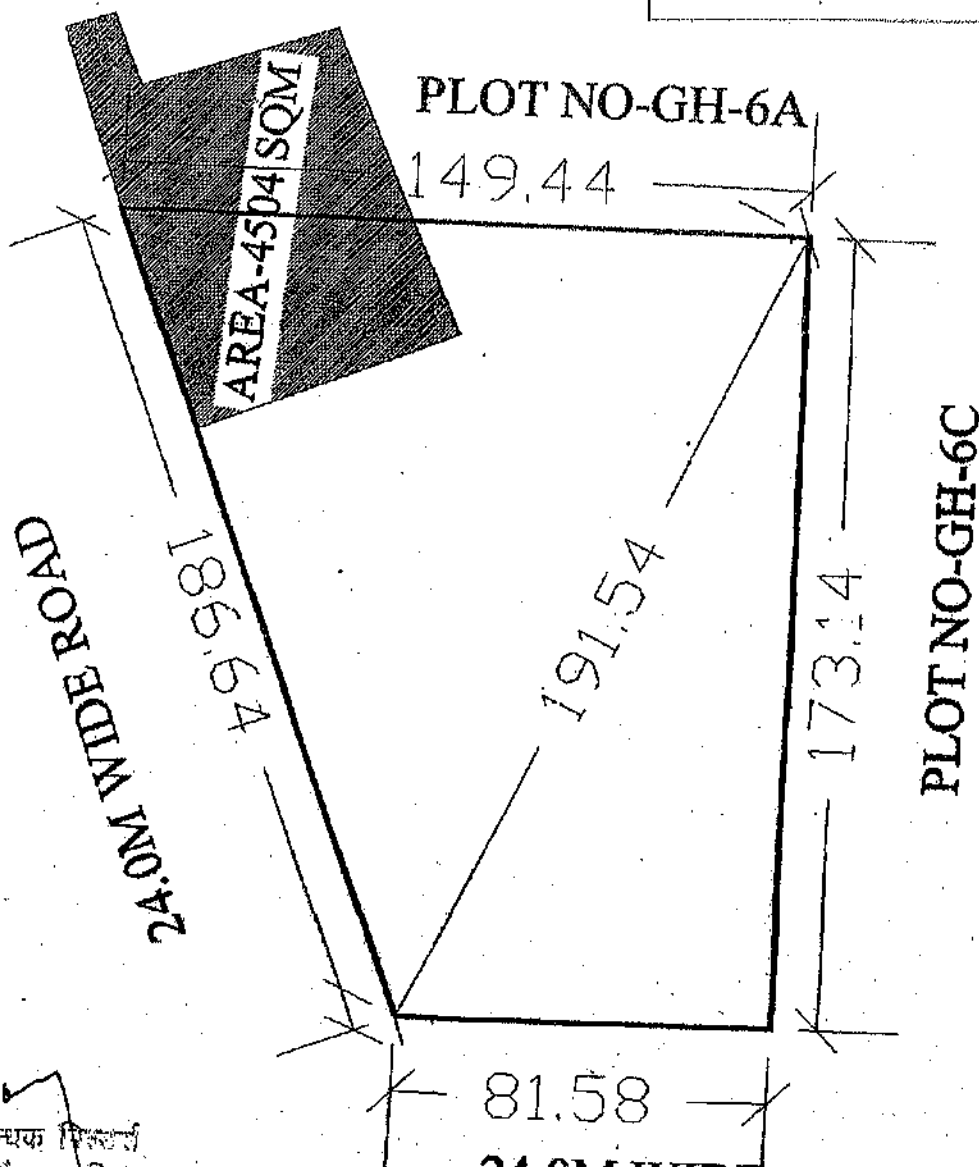 PLOT NO-GH-6A
149.44
AREA-4504 SQM
186.64
24.0M WIDE ROAD
191.54
173.14
PLOT NO-GH-6C
81.58